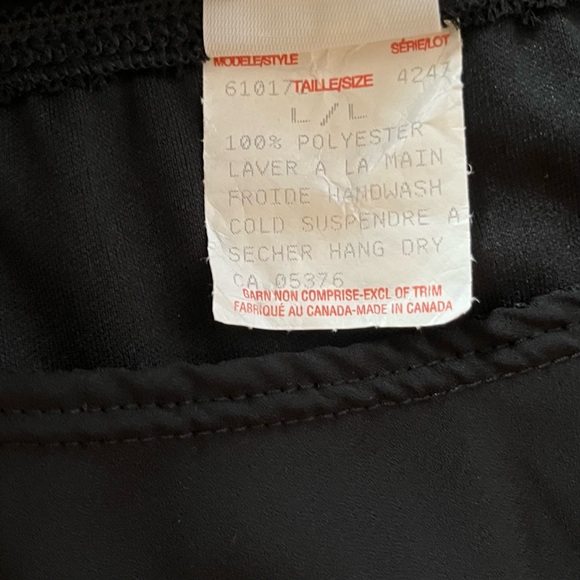 MODELE/STYLE SÉRIE/LOT
61017 TAILLE/SIZE 4247
L/L
100% POLYESTER
LAVER A LA MAIN
FROIDE HANDWASH
COLD SUSPENDRE A
SECHER HANG DRY
CA 05376
GARN NON COMPRISE-EXCL OF TRIM
FABRIQUÉ AU CANADA-MADE IN CANADA